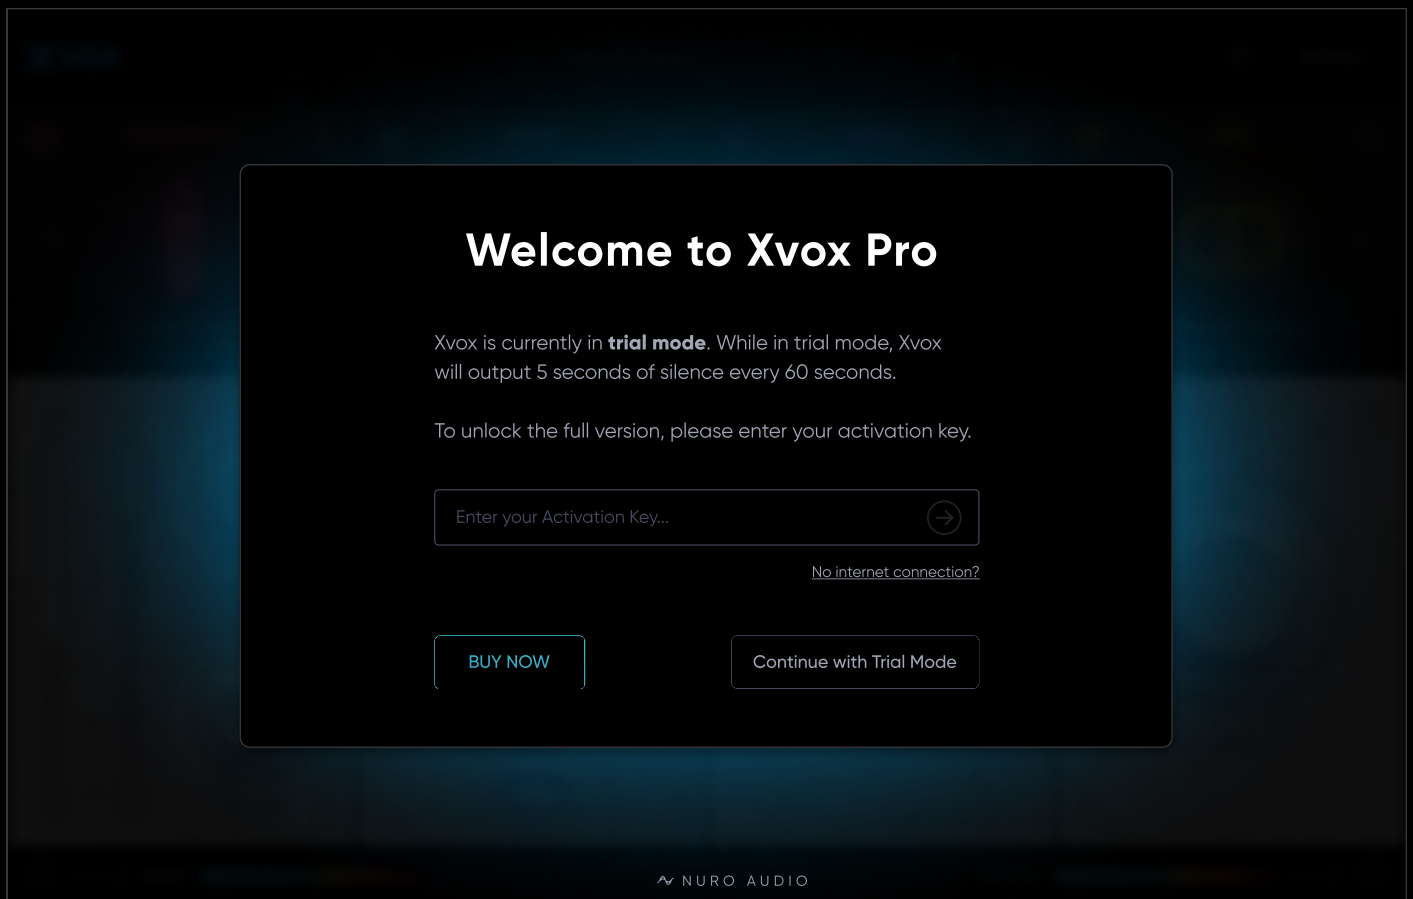 Welcome to Xvox Pro
Xvox is currently in trial mode. While in trial mode, Xvox
will output 5 seconds of silence every 60 seconds.
To unlock the full version, please enter your activation key.
Enter your Activation Key...
No internet connection?
BUY NOW
Continue with Trial Mode
NURO AUDIO